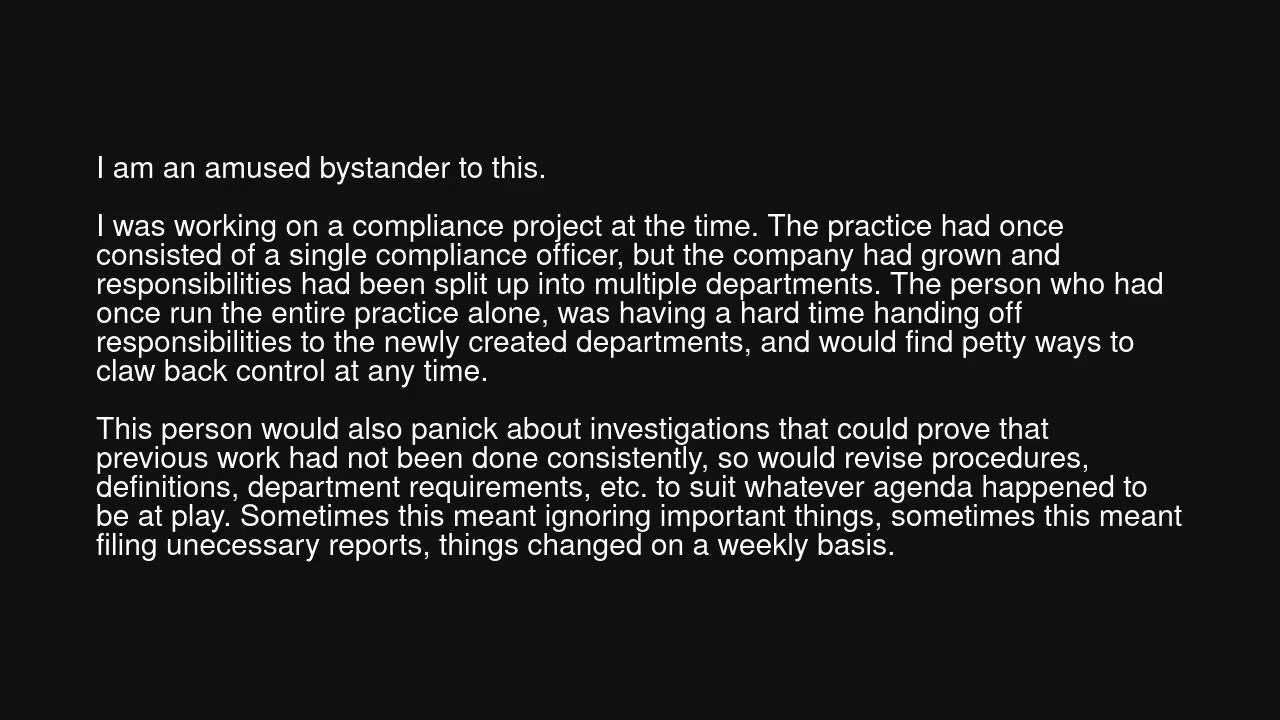 I am an amused bystander to this.
I was working on a compliance project at the time. The practice had once
consisted of a single compliance officer, but the company had grown and
responsibilities had been split up into multiple departments. The person who had
once run the entire practice alone, was having a hard time handing off
responsibilities to the newly created departments, and would find petty ways to
claw back control at any time.
This person would also panick about investigations that could prove that
previous work had not been done consistently, so would revise procedures,
definitions, department requirements, etc. to suit whatever agenda happened to
be at play. Sometimes this meant ignoring important things, sometimes this meant
filing unecessary reports, things changed on a weekly basis.